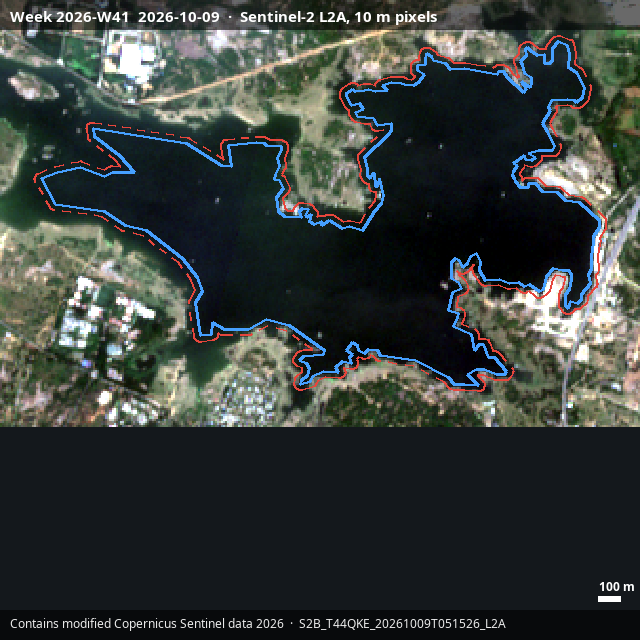 Week 2026-W41 2026-10-09 · Sentinel-2 L2A, 10 m pixels
100 m
Contains modified Copernicus Sentinel data 2026 · S2B_T44QKE_20261009T051526_L2A